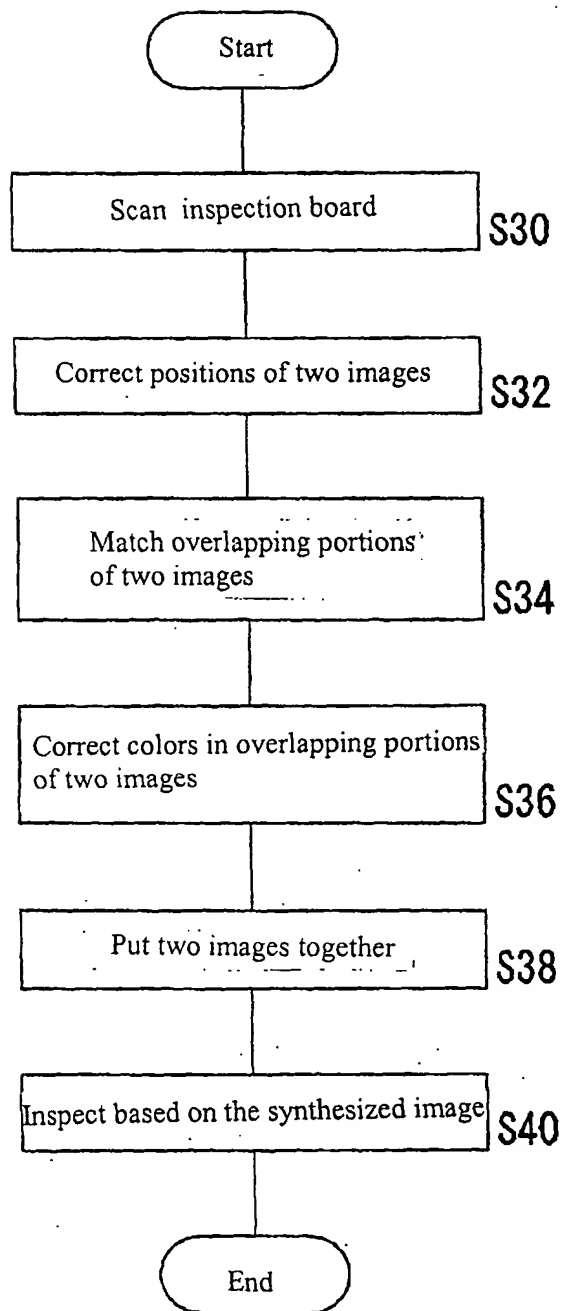 Start
Scan inspection board
S30
Correct positions of two images
S32
Match overlapping portions
of two images
S34
Correct colors in overlapping portions
of two images
S36
Put two images together
S38
Inspect based on the synthesized image
S40
End